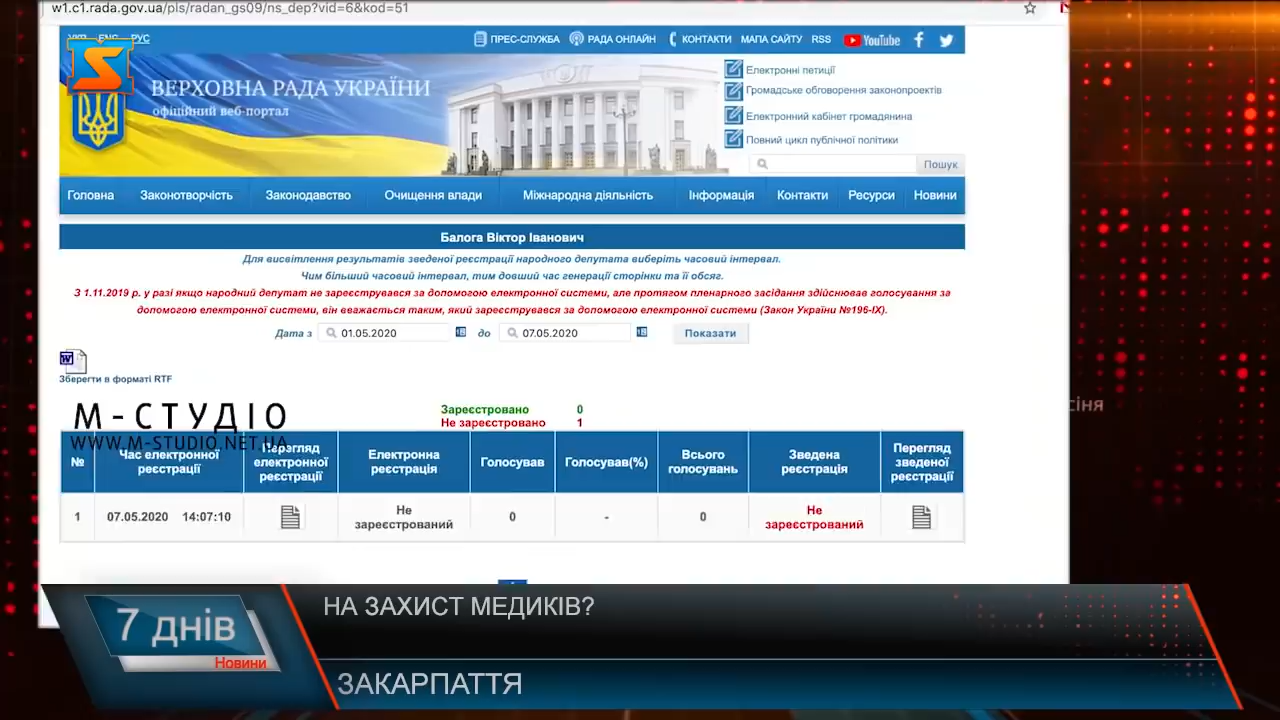 w1.c1.rada.gov.ua/pls/radan_gs09/ns_dep?vid=6&kod=51
УКР ENG РУС
ПРЕС-СЛУЖБА РАДА ОНЛАЙН КОНТАКТИ МАПА САЙТУ RSS YouTube
ВЕРХОВНА РАДА УКРАЇНИ
офіційний веб-портал
Електронні петиції
Громадське обговорення законопроектів
Електронний кабінет громадянина
Повний цикл публічної політики
Пошук
Головна Законотворчість Законодавство Очищення влади Міжнародна діяльність Інформація Контакти Ресурси Новини
Балога Віктор Іванович
Для висвітлення результатів зведеної реєстрації народного депутата виберіть часовий інтервал.
Чим більший часовий інтервал, тим довший час генерації сторінки та її обсяг.
З 1.11.2019 р. у разі якщо народний депутат не зареєструвався за допомогою електронної системи, але протягом пленарного засідання здійснював голосування за
допомогою електронної системи, він вважається таким, який зареєструвався за допомогою електронної системи (Закон України №196-IX).
Дата з 01.05.2020 до 07.05.2020 Показати
Зберегти в форматі RTF
М-СТУДІО
WWW.M-STUDIO.NET.UA
Зареєстровано 0
Не зареєстровано 1
№ Час електронної реєстрації Перегляд електронної реєстрації Електронна реєстрація Голосував Голосував(%) Всього голосувань Зведена реєстрація Перегляд зведеної реєстрації
1 07.05.2020 14:07:10 Не зареєстрований 0 - 0 Не зареєстрований
сіня
7 днів
Новини
НА ЗАХИСТ МЕДИКІВ?
ЗАКАРПАТТЯ